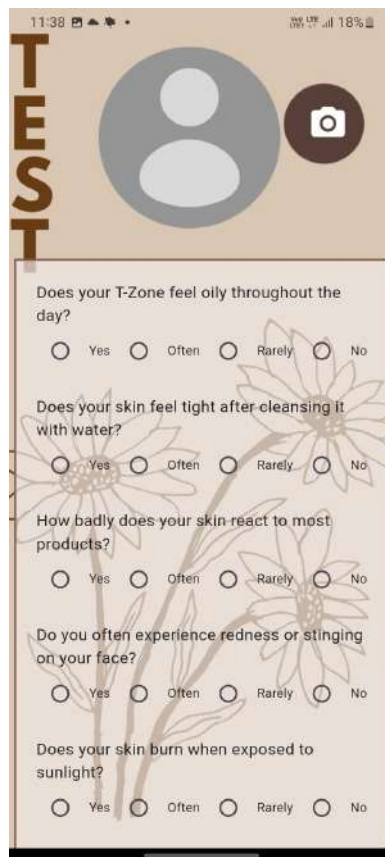 11:38 18%
TEST
Does your T-Zone feel oily throughout the
day?
Yes Often Rarely No
Does your skin feel tight after cleansing it
with water?
Yes Often Rarely No
How badly does your skin react to most
products?
Yes Often Rarely No
Do you often experience redness or stinging
on your face?
Yes Often Rarely No
Does your skin burn when exposed to
sunlight?
Yes Often Rarely No